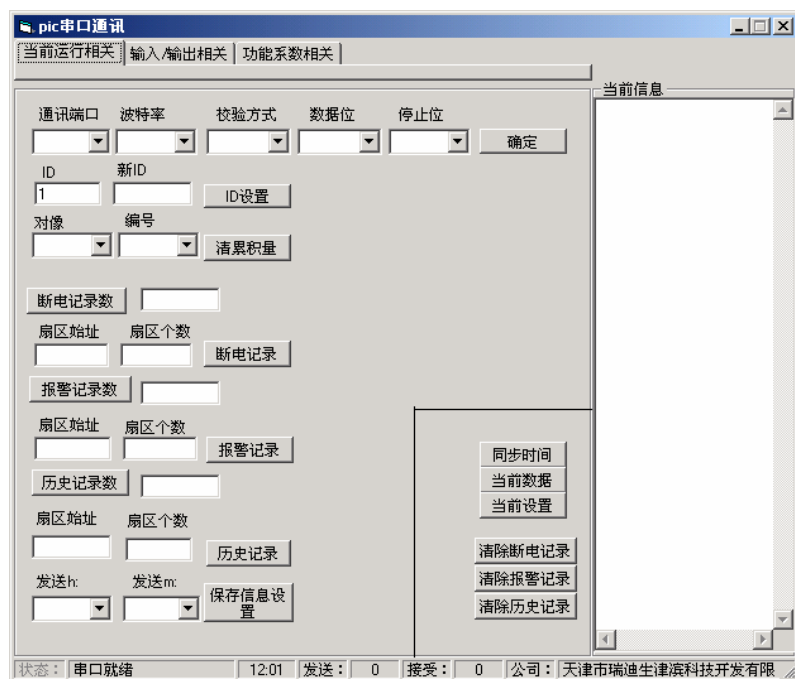 pic串口通讯
当前运行相关 输入/输出相关 功能系数相关
当前信息
通讯端口 波特率 校验方式 数据位 停止位
确定
ID 新ID
1 ID设置
对像 编号
清累积量
断电记录数
扇区始址 扇区个数
断电记录
报警记录数
扇区始址 扇区个数
报警记录
历史记录数
扇区始址 扇区个数
历史记录
发送h: 发送m:
保存信息设
置
同步时间
当前数据
当前设置
清除断电记录
清除报警记录
清除历史记录
状态: 串口就绪 12:01 发送: 0 接受: 0 公司: 天津市瑞迪生津滨科技开发有限